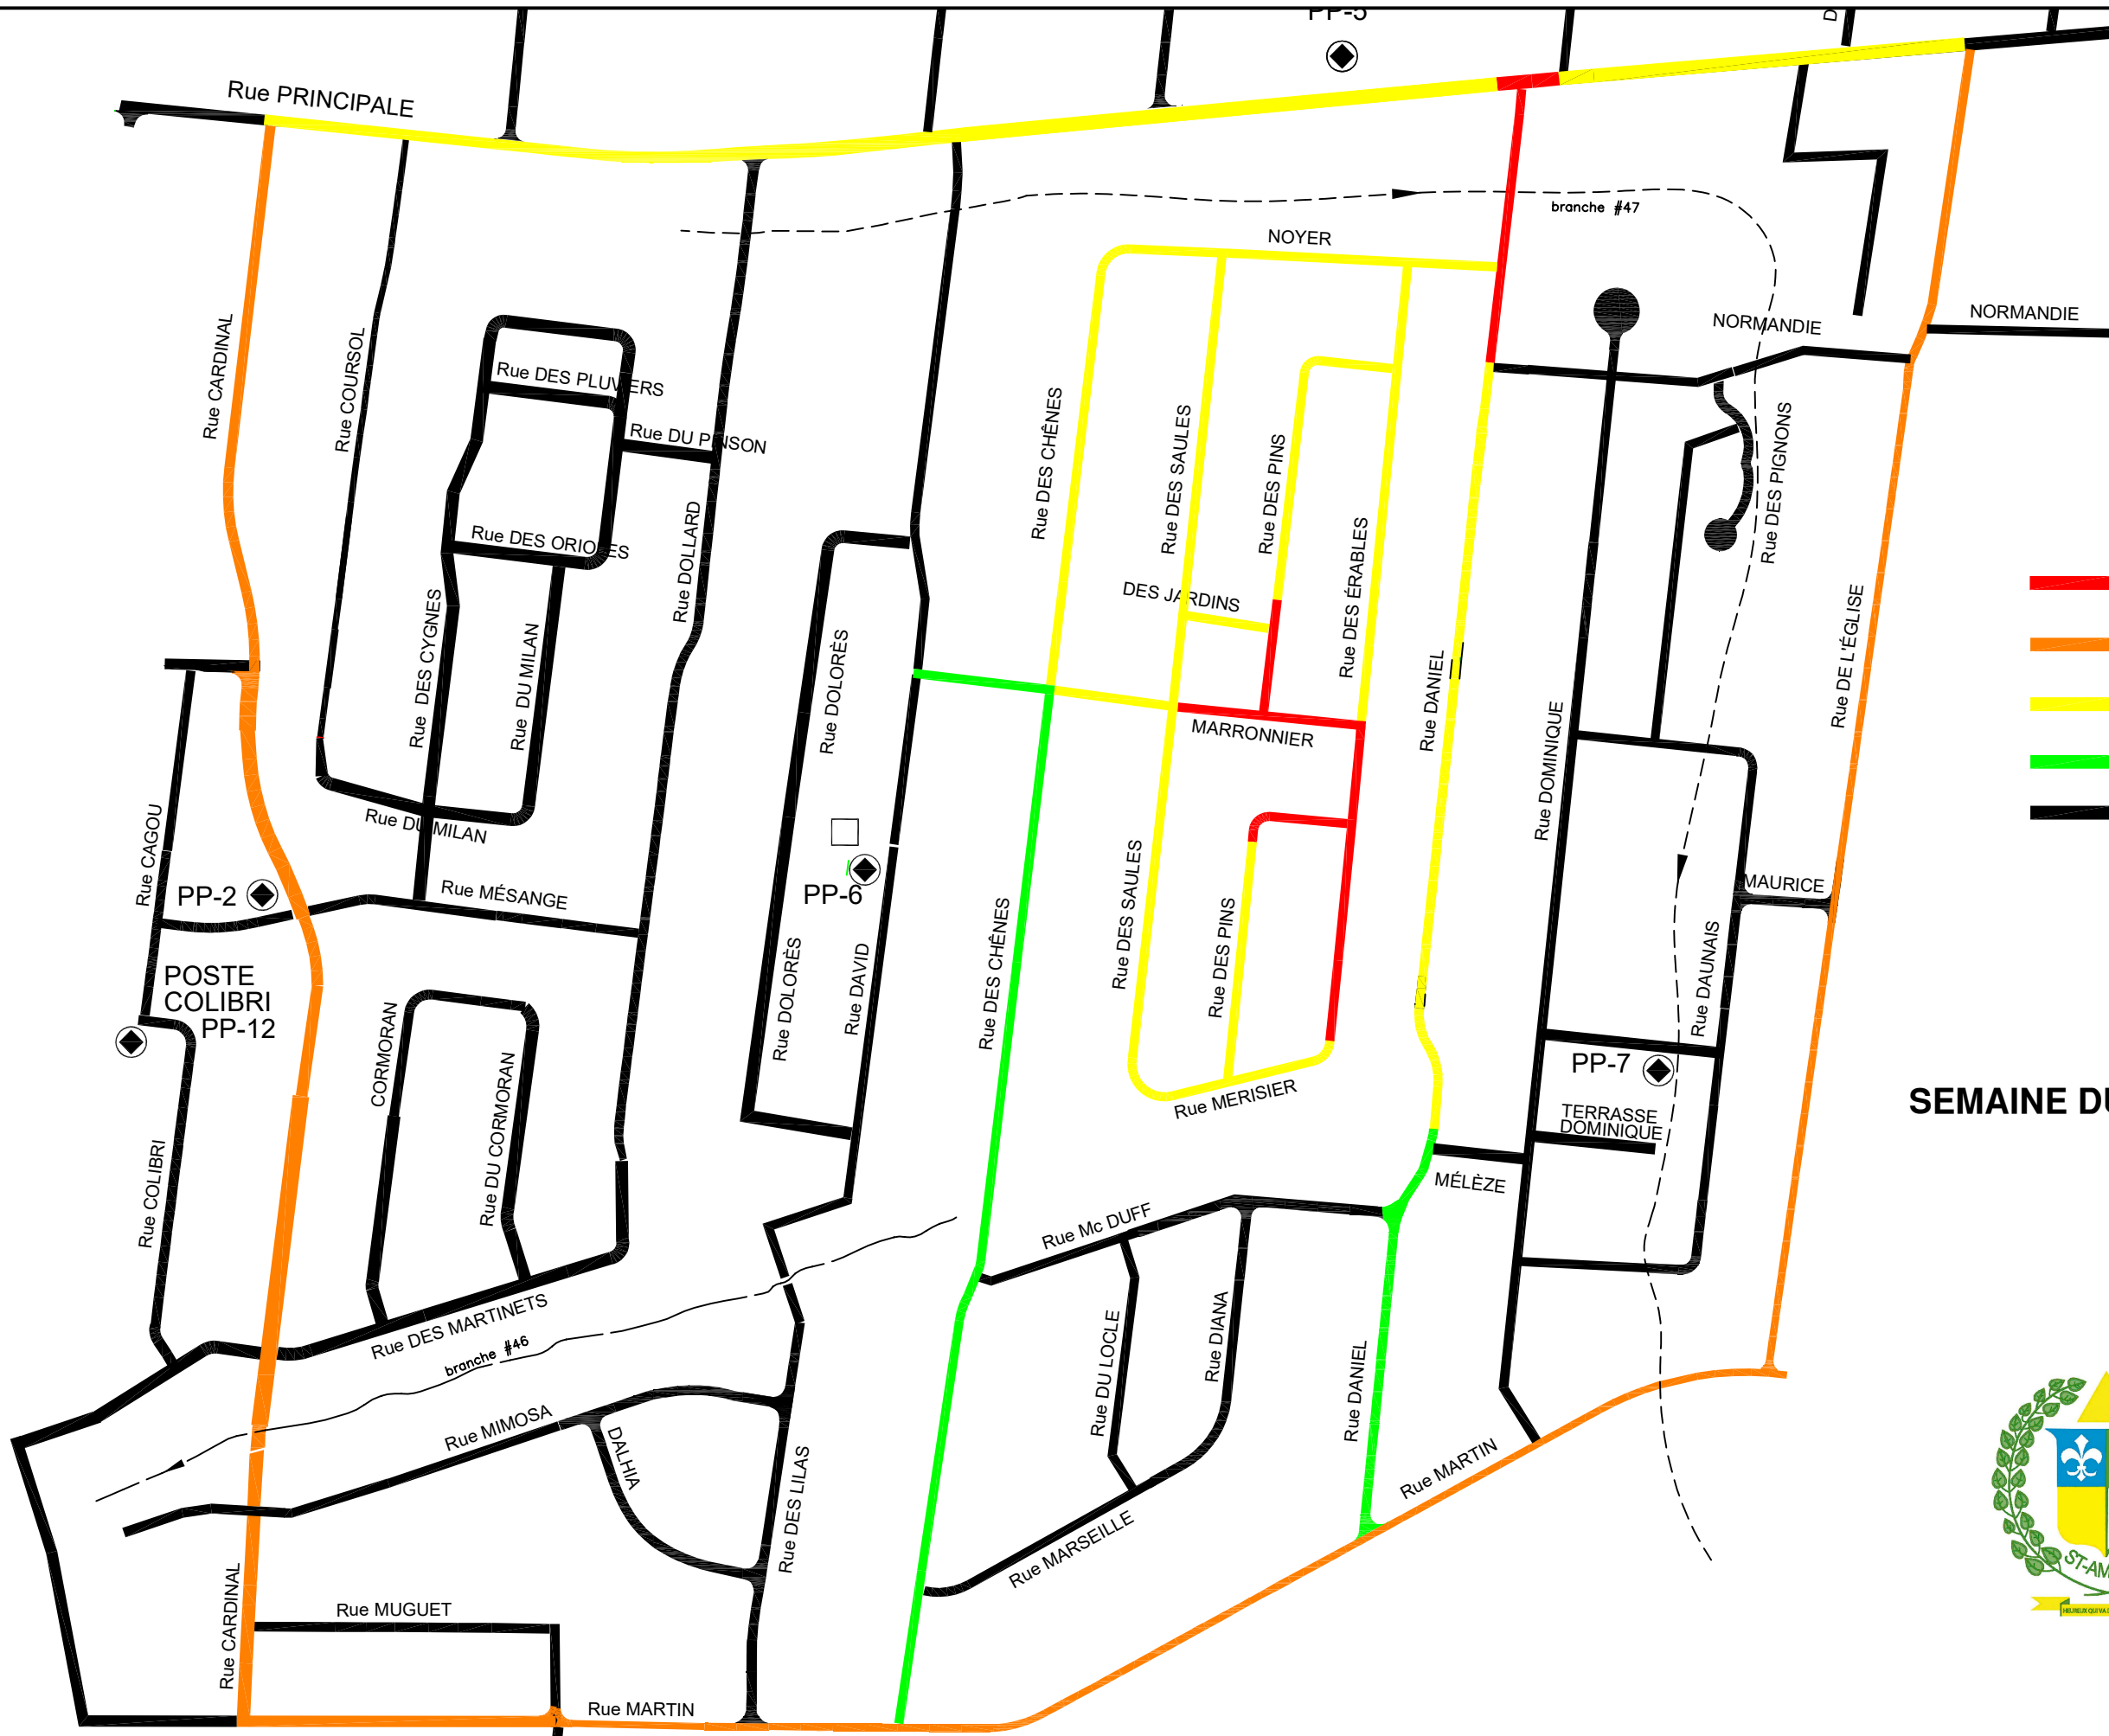 PP-5
D
Rue PRINCIPALE
branche #47
NOYER
NORMANDIE
NORMANDIE
Rue CARDINAL
Rue COURSOL
Rue DES PLUVIERS
Rue DU PINSON
Rue DES CHÊNES
Rue DES SAULES
Rue DES PINS
Rue DES PIGNONS
Rue DES ORIOLES
Rue DOLLARD
Rue DES ÉRABLES
DES JARDINS
Rue DES CYGNES
Rue DU MILAN
Rue DOLORÈS
Rue DANIEL
Rue DE L'ÉGLISE
MARRONNIER
Rue DOMINIQUE
Rue DU MILAN
Rue CAGOU
PP-2
Rue MÉSANGE
PP-6
MAURICE
Rue DES SAULES
Rue DES PINS
Rue DES CHÊNES
Rue DOLORÈS
Rue DAVID
Rue DAUNAIS
POSTE
COLIBRI
PP-12
CORMORAN
Rue DU CORMORAN
PP-7
Rue MERISIER
SEMAINE DU
TERRASSE
DOMINIQUE
Rue COLIBRI
MÉLÈZE
Rue Mc DUFF
Rue DES MARTINETS
branche #46
Rue DU LOCLE
Rue DIANA
Rue DANIEL
Rue MIMOSA
DALHIA
Rue DES LILAS
Rue MARTIN
Rue MARSEILLE
Rue CARDINAL
Rue MUGUET
Rue MARTIN
ST-AM
HEUREUX QUI VA